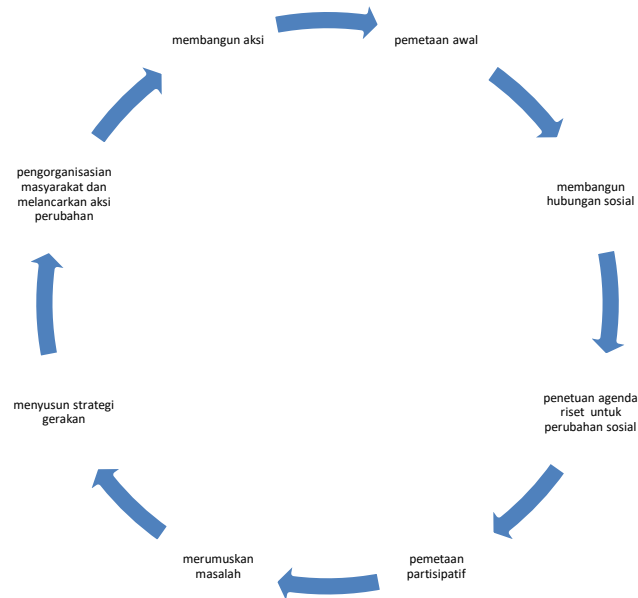 membangun aksi
pemetaan awal
membangun
hubungan sosial
penetuan agenda
riset untuk
perubahan sosial
pemetaan
partisipatif
merumuskan
masalah
menyusun strategi
gerakan
pengorganisasian
masyarakat dan
melancarkan aksi
perubahan